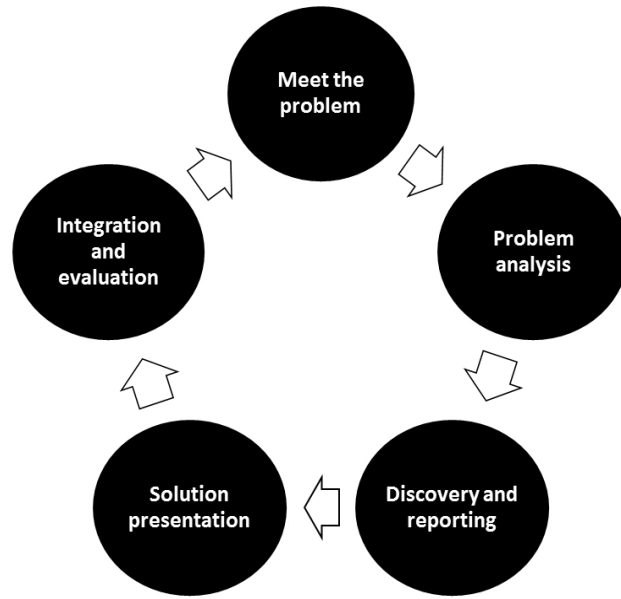 Meet the
problem
Problem
analysis
Discovery and
reporting
Solution
presentation
Integration
and
evaluation